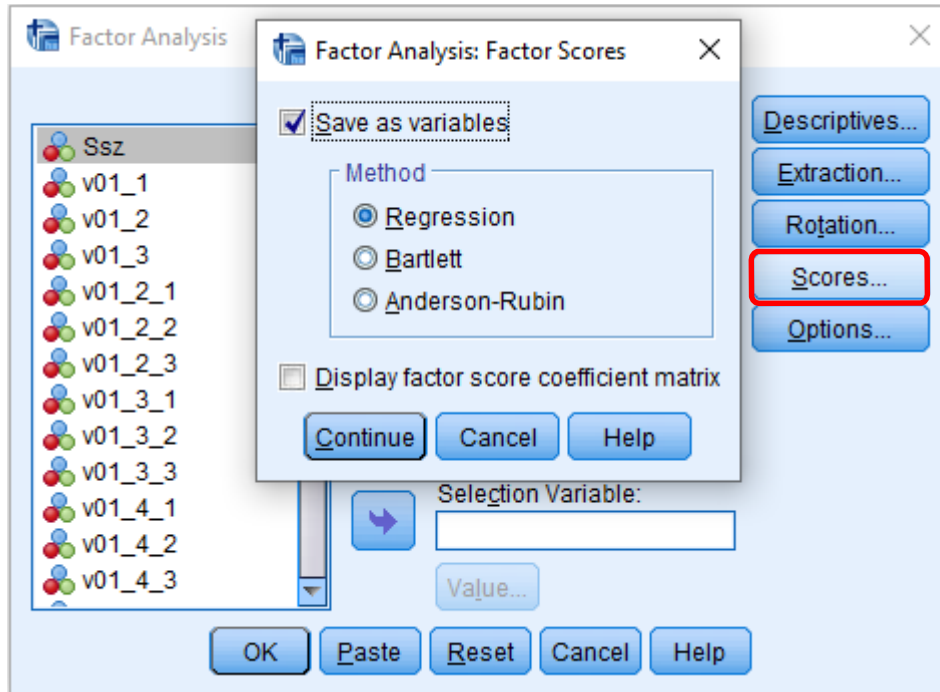 Factor Analysis
Factor Analysis: Factor Scores
Save as variables
Method
Regression
Bartlett
Anderson-Rubin
Display factor score coefficient matrix
Continue Cancel Help
Ssz
v01_1
v01_2
v01_3
v01_2_1
v01_2_2
v01_2_3
v01_3_1
v01_3_2
v01_3_3
v01_4_1
v01_4_2
v01_4_3
Descriptives...
Extraction...
Rotation...
Scores...
Options...
Selection Variable:
Value...
OK Paste Reset Cancel Help